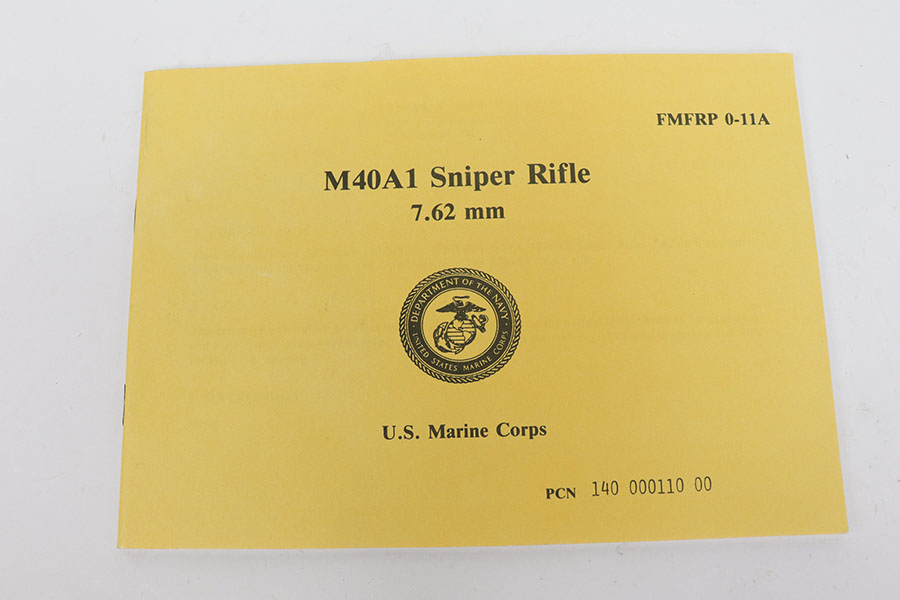 FMFRP 0-11A
M40A1 Sniper Rifle
7.62 mm
DEPARTMENT OF THE NAVY
UNITED STATES MARINE CORPS
U.S. Marine Corps
PCN 140 000110 00